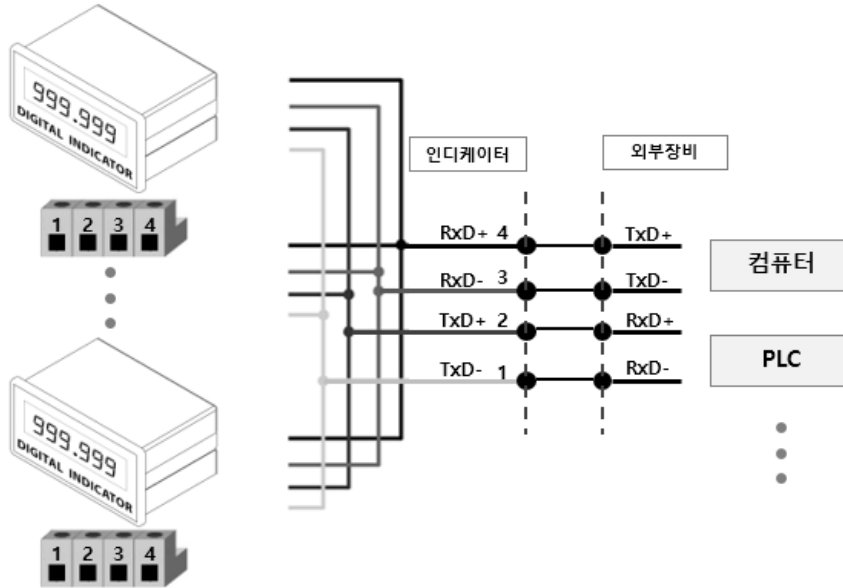 999.999
DIGITAL INDICATOR
1 2 3 4
인디케이터
외부장비
RxD+ 4 TxD+
RxD- 3 TxD-
TxD+ 2 RxD+
TxD- 1 RxD-
컴퓨터
PLC
999.999
DIGITAL INDICATOR
1 2 3 4